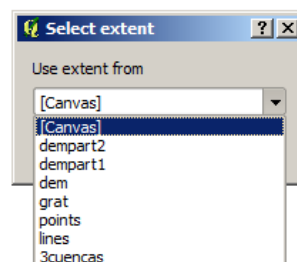 Select extent
Use extent from
[Canvas]
[Canvas]
dempart2
dempart1
dem
grat
points
lines
3cuencas